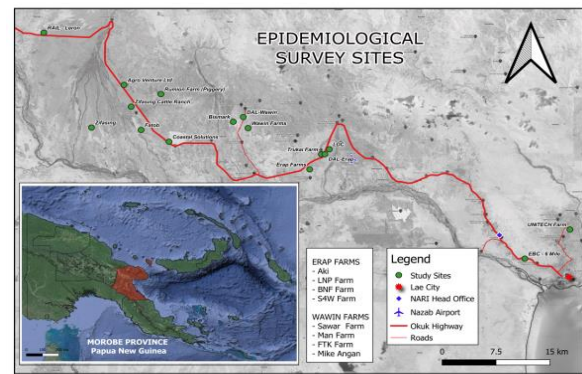 EPIDEMIOLOGICAL
SURVEY SITES
RAIL - Leron
Agro Venture Ltd
Rumion Farm (Piggery)
Zifasing Cattle Ranch
Zifasing
Coastal Solutions
Bismark
DAL-Wawin
Wawin Farms
Trukai Farm
LDC
DAL-Erap
Erap Farms
UNITECH Farm
EBC - 6 Mile
MOROBE PROVINCE
Papua New Guinea
ERAP FARMS
- Aki
- LNP Farm
- BNF Farm
- S4W Farm
WAWIN FARMS
- Sawar Farm
- Man Farm
- FTK Farm
- Mike Angan
Legend
Study Sites
Lae City
NARI Head Office
Nazab Airport
Okuk Highway
Roads
0 7.5 15 km